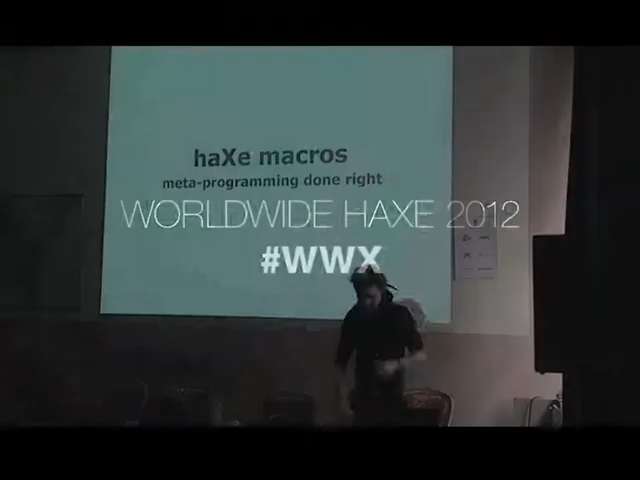 haXe macros
meta-programming done right
WORLDWIDE HAXE 2012
#WWX